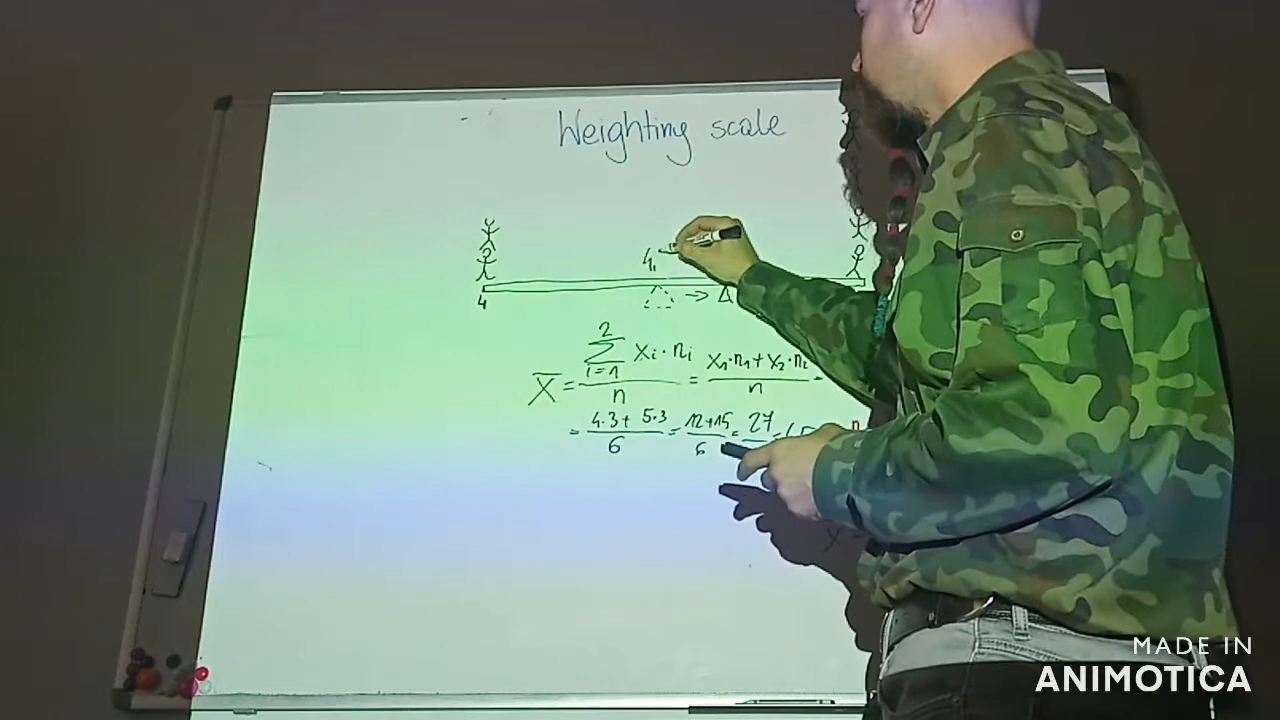 Weighting scale
4,
4 -> Δ
2
Σ xi · ni
i=1
X̄ = ― = x1·n1 + x2·n2
n n
= 4·3 + 5·3 = 12+15 = 27 =
6 6
MADE IN
ANIMOTICA